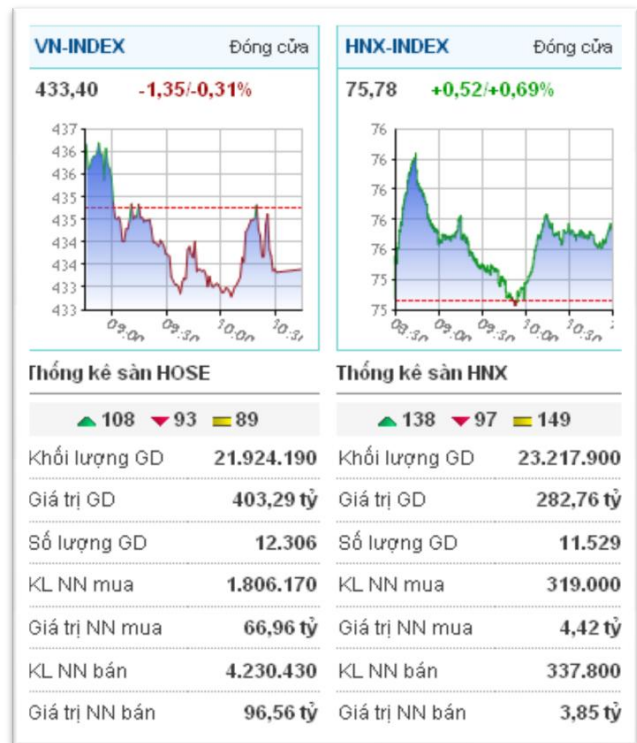 VN-INDEX Đóng cửa
433,40 -1,35/-0,31%
437
436
436
435
435
434
434
433
433
09:00 09:30 10:00 10:30
Thống kê sàn HOSE
108 93 89
Khối lượng GD 21.924.190
Giá trị GD 403,29 tỷ
Số lượng GD 12.306
KL NN mua 1.806.170
Giá trị NN mua 66,96 tỷ
KL NN bán 4.230.430
Giá trị NN bán 96,56 tỷ
HNX-INDEX Đóng cửa
75,78 +0,52/+0,69%
76
76
76
76
76
75
75
08:30 09:00 09:30 10:00 10:30
Thống kê sàn HNX
138 97 149
Khối lượng GD 23.217.900
Giá trị GD 282,76 tỷ
Số lượng GD 11.529
KL NN mua 319.000
Giá trị NN mua 4,42 tỷ
KL NN bán 337.800
Giá trị NN bán 3,85 tỷ